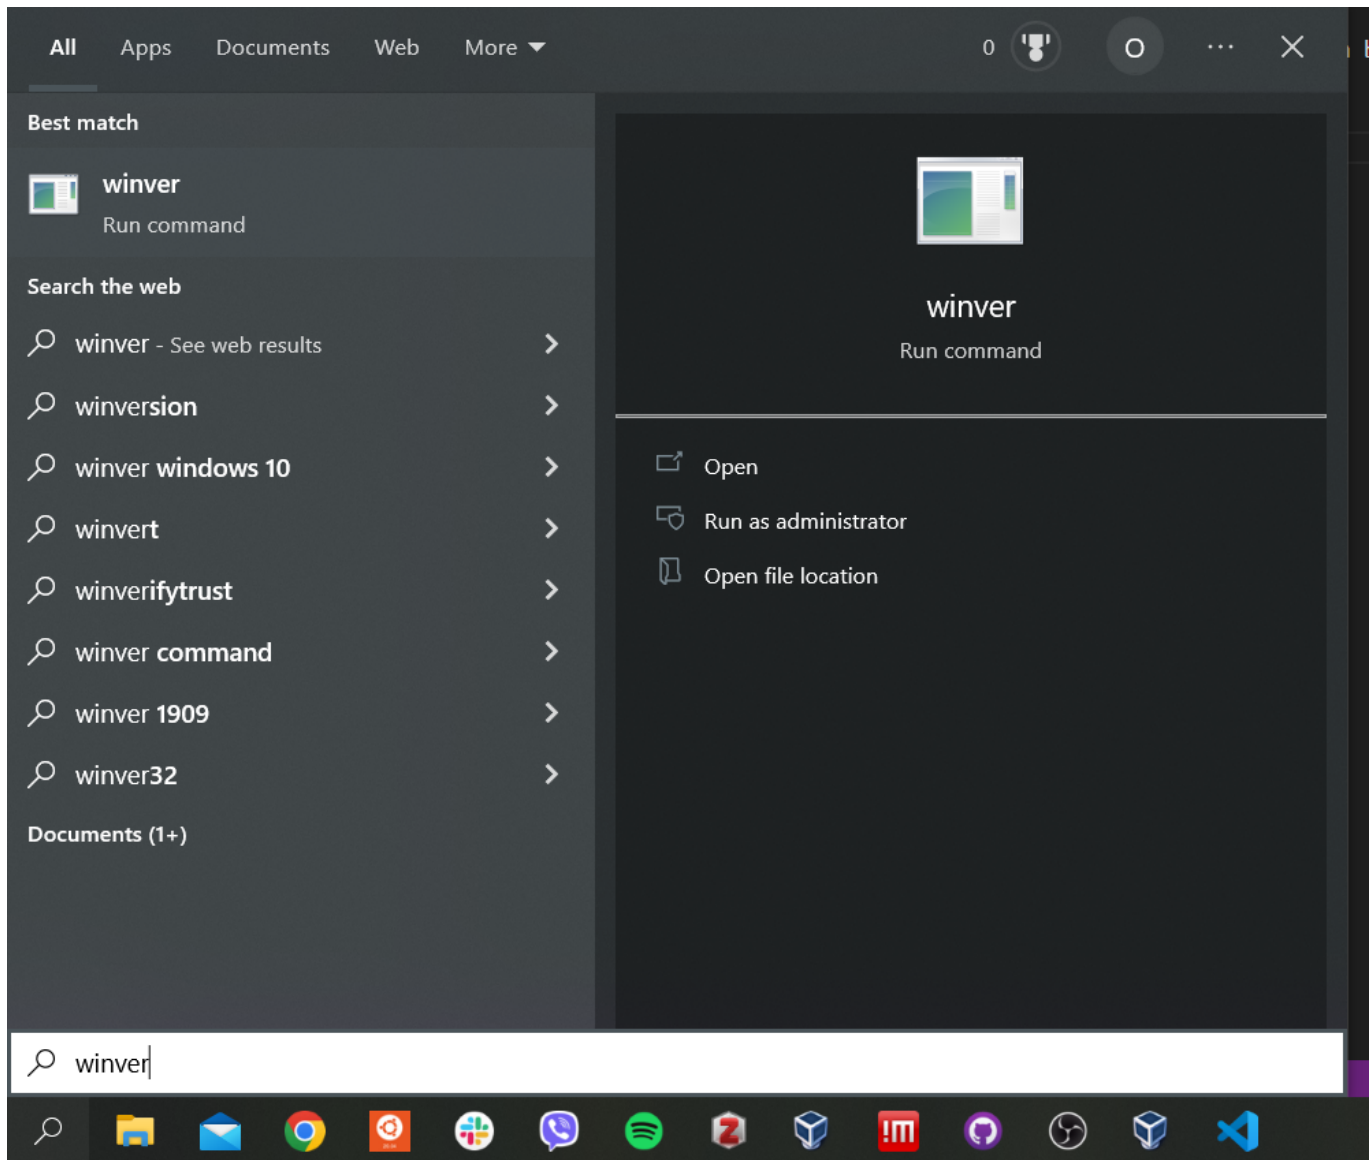 All Apps Documents Web More 0 O ...
Best match
winver
Run command
Search the web
winver - See web results
winversion
winver windows 10
winvert
winverifytrust
winver command
winver 1909
winver32
Documents (1+)
winver
Run command
Open
Run as administrator
Open file location
winver